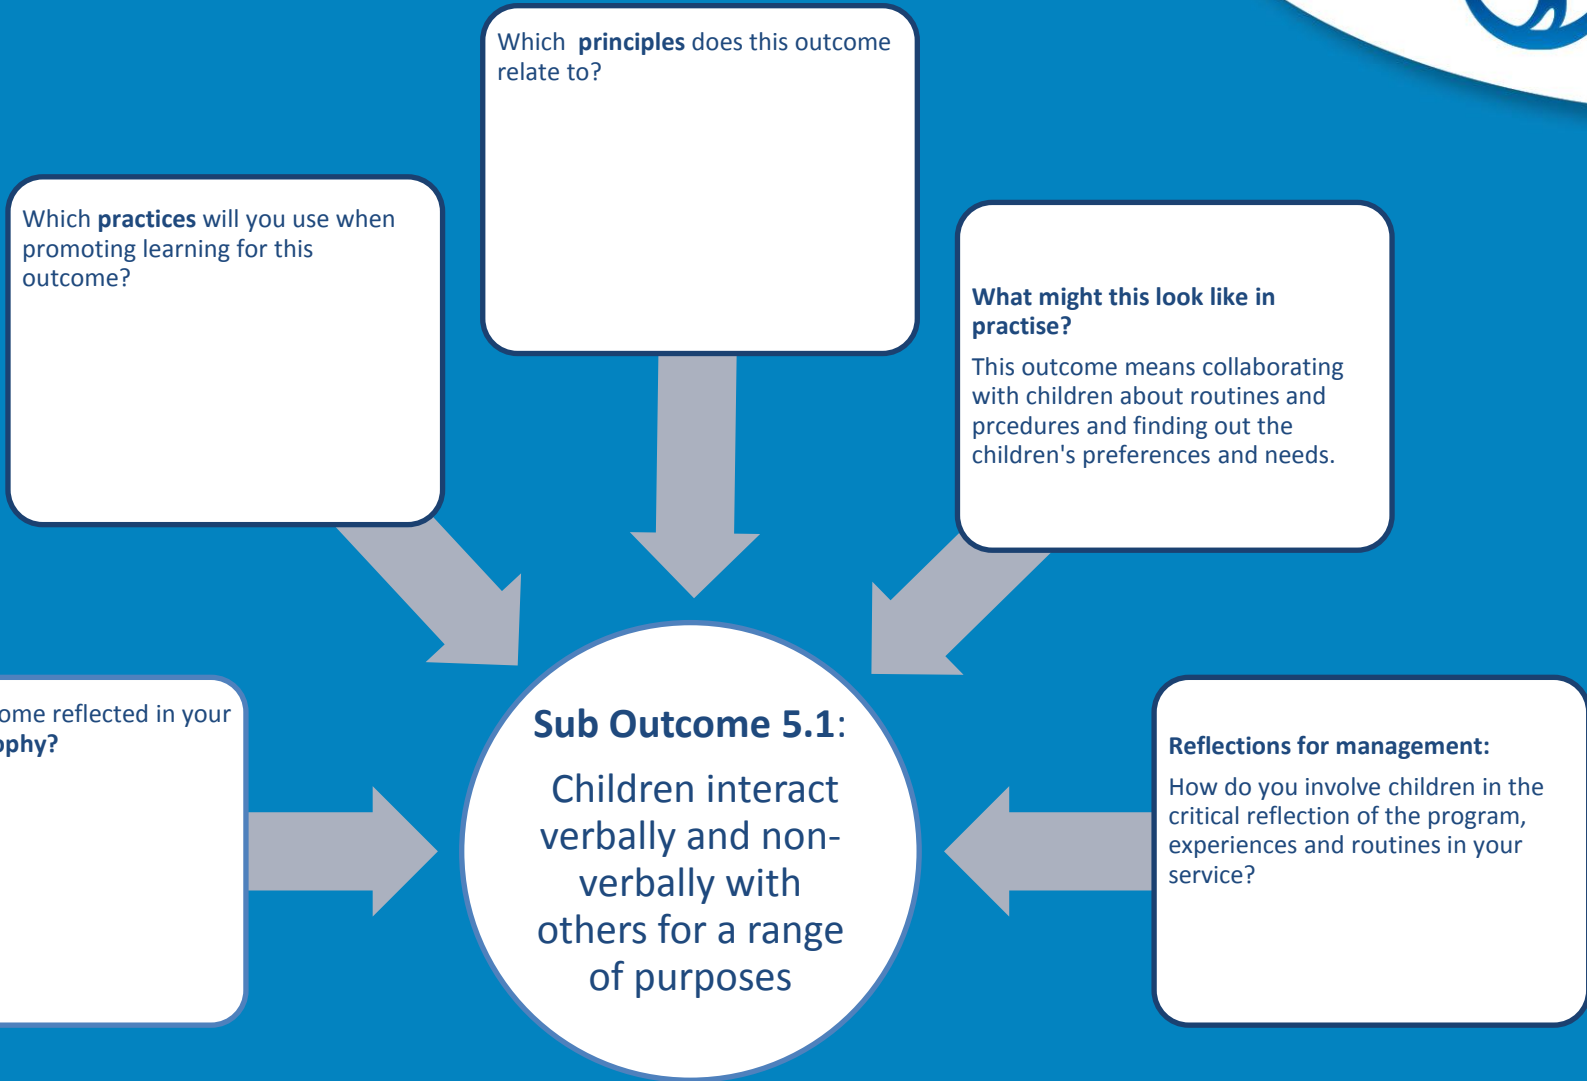 Which principles does this outcome
relate to?
Which practices will you use when
promoting learning for this
outcome?
What might this look like in
practise?
This outcome means collaborating
with children about routines and
prcedures and finding out the
children's preferences and needs.
ome reflected in your
ophy?
Sub Outcome 5.1:
Children interact
verbally and non-
verbally with
others for a range
of purposes
Reflections for management:
How do you involve children in the
critical reflection of the program,
experiences and routines in your
service?